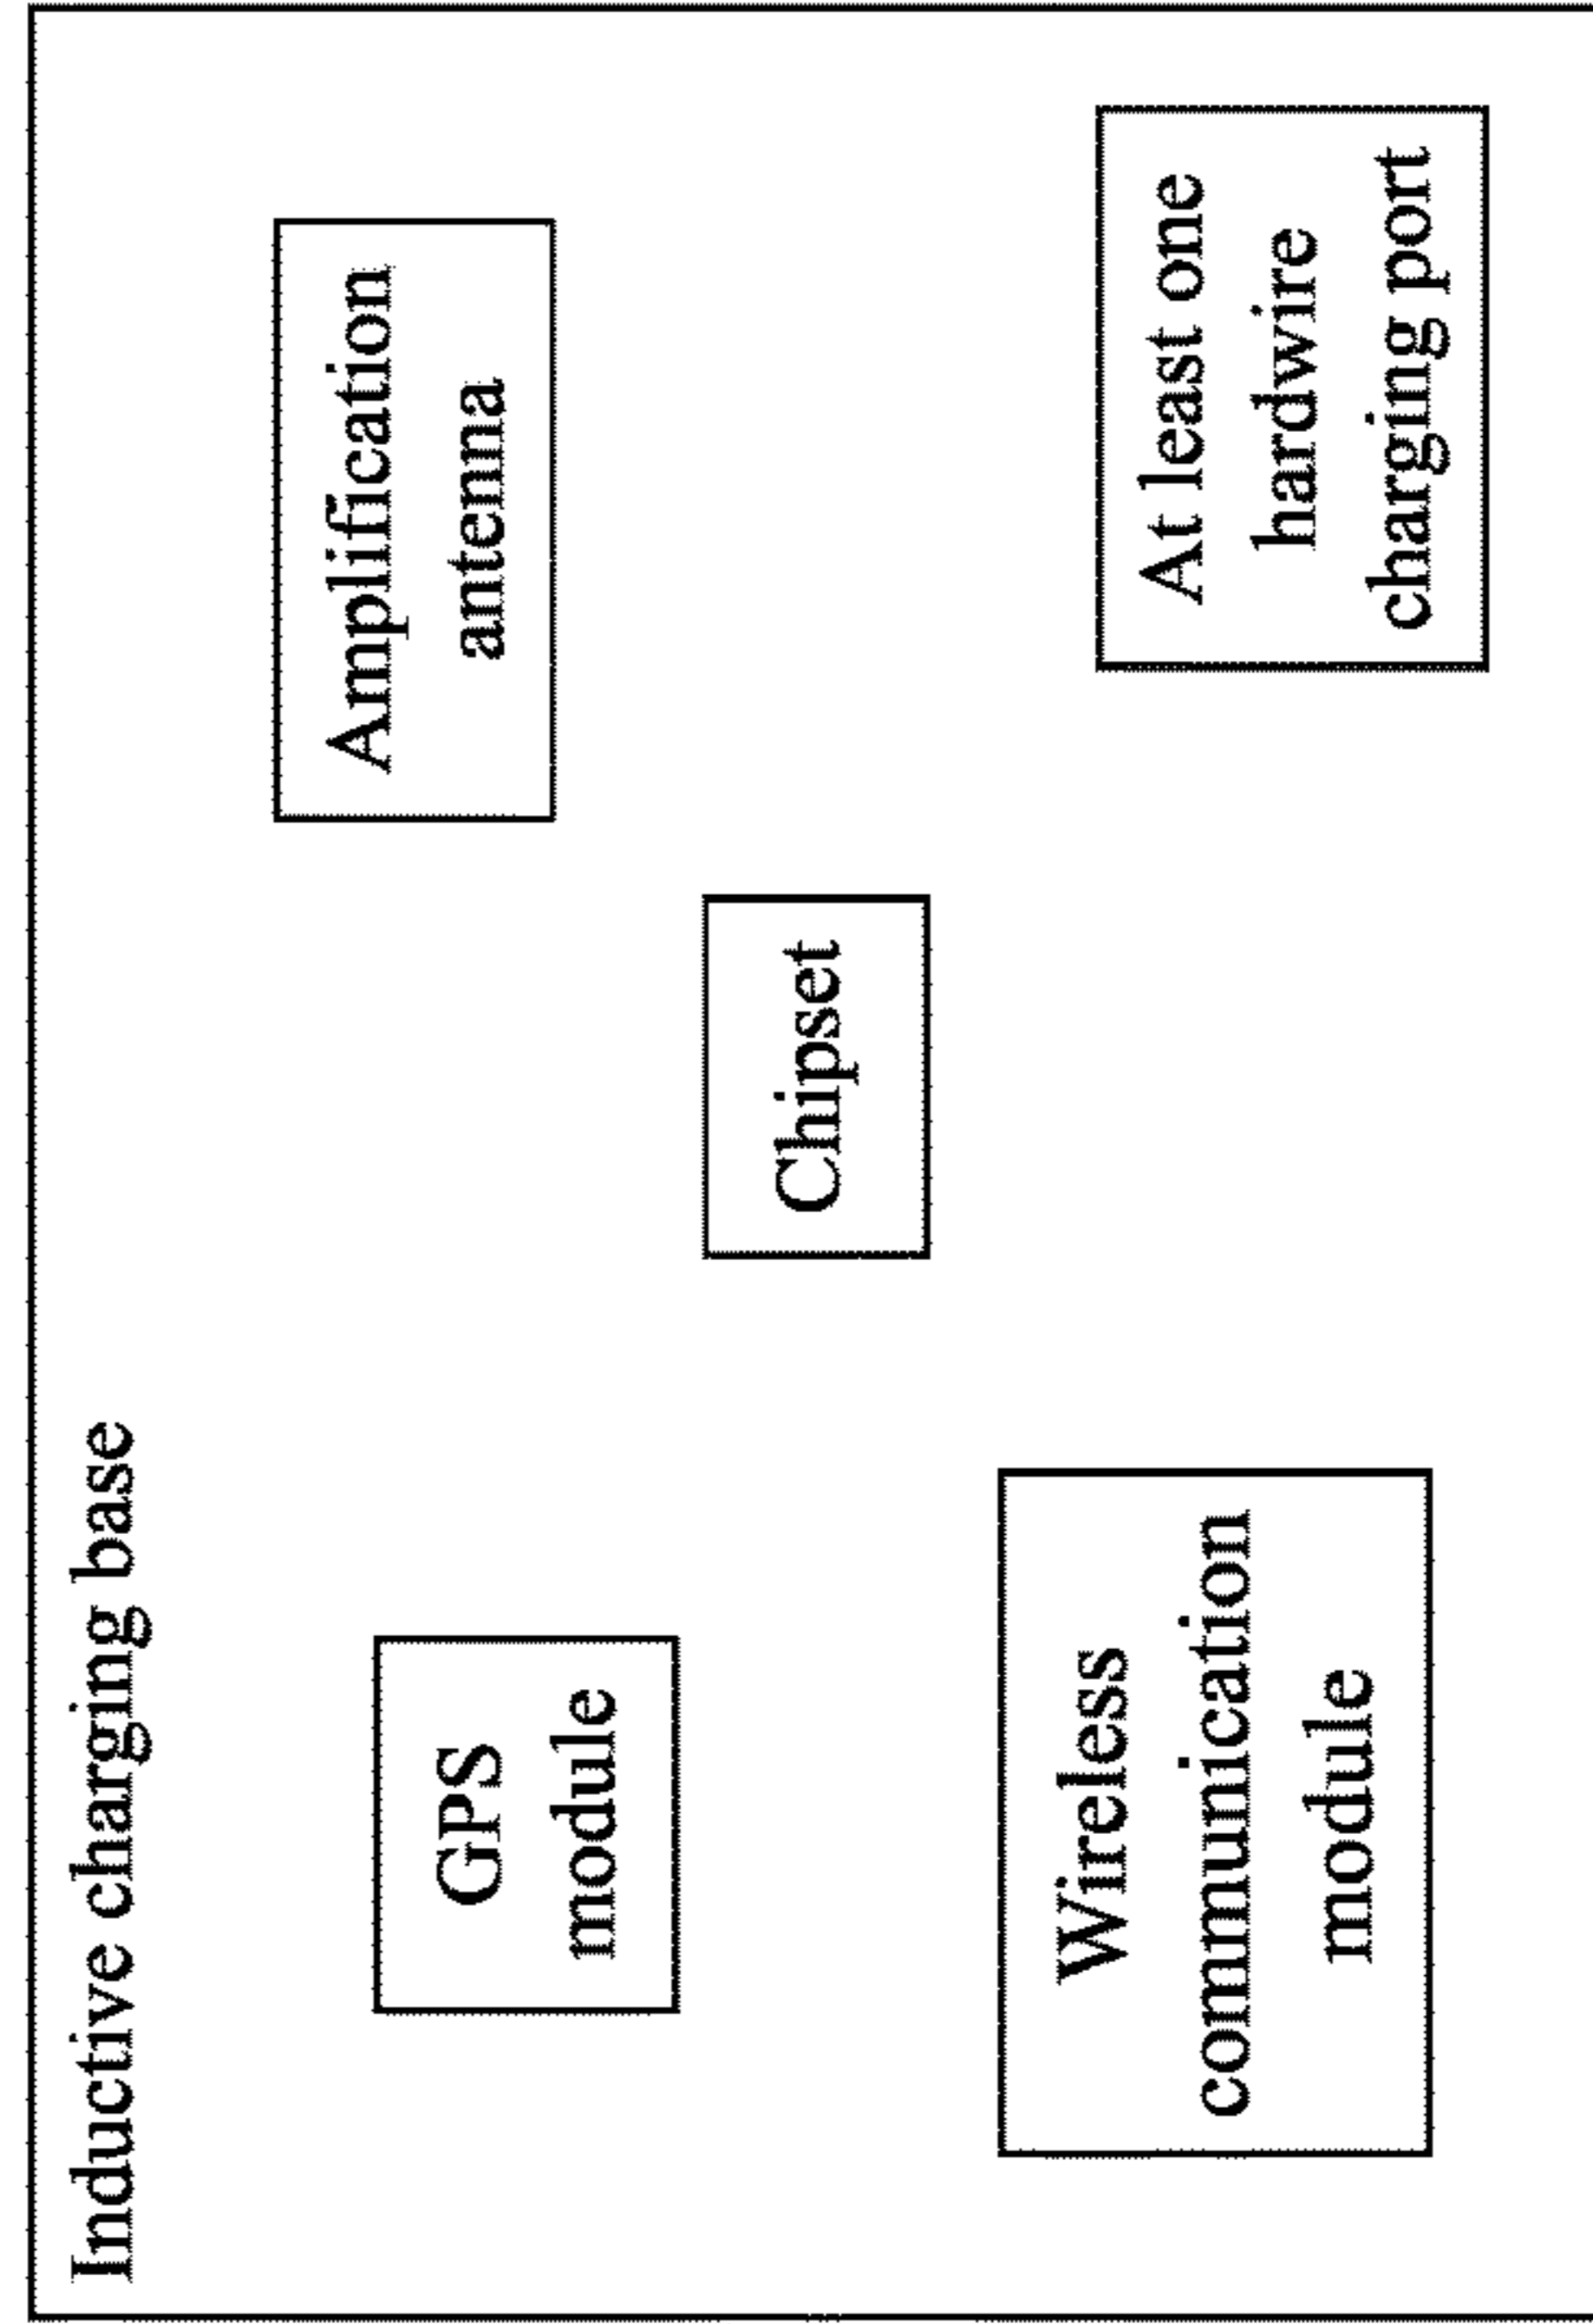 Inductive charging base
GPS
module
Amplification
antenna
Chipset
Wireless
communication
module
At least one
hardwire
charging port